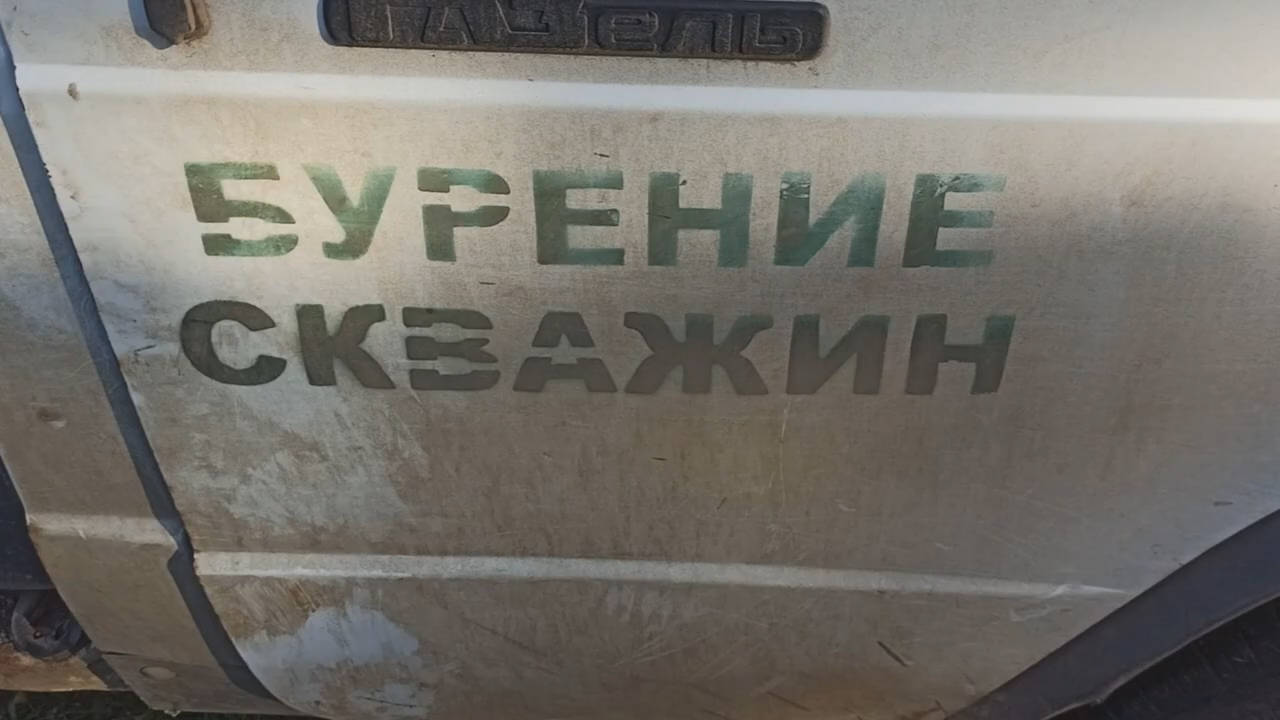 ГАЗель
БУРЕНИЕ
СКВАЖИН